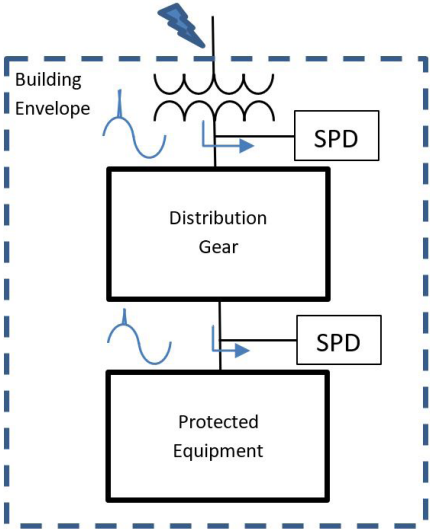 Building
Envelope
SPD
Distribution
Gear
SPD
Protected
Equipment